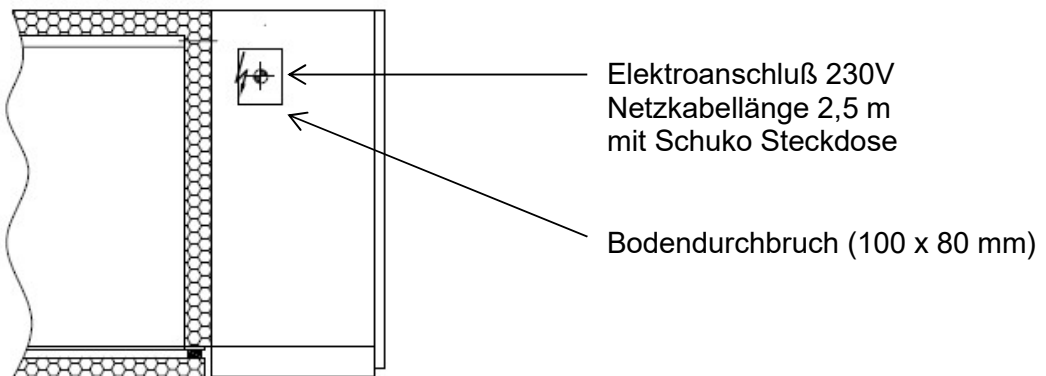 Elektroanschluß 230V
Netzkabellänge 2,5 m
mit Schuko Steckdose
Bodendurchbruch (100 x 80 mm)